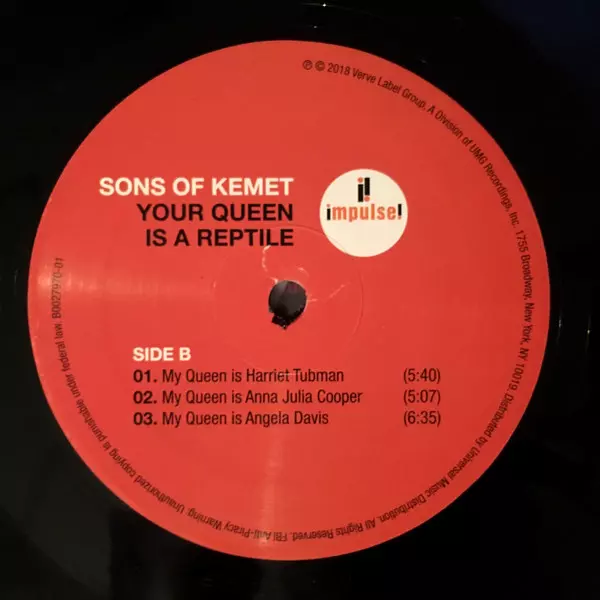 ℗ © 2018 Verve Label Group, A Division of UMG Recordings, Inc. 1755 Broadway, New York, NY 10019. Distributed by Universal Music Distribution. All Rights Reserved. FBI Anti-Piracy Warning. Unauthorized copying is punishable under federal law. B0027970-01
SONS OF KEMET
YOUR QUEEN
IS A REPTILE
i!
impulse!
SIDE B
01. My Queen is Harriet Tubman (5:40)
02. My Queen is Anna Julia Cooper (5:07)
03. My Queen is Angela Davis (6:35)